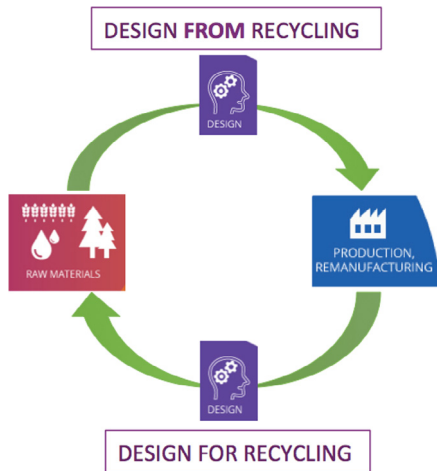 DESIGN FROM RECYCLING
DESIGN
RAW MATERIALS
PRODUCTION,
REMANUFACTURING
DESIGN
DESIGN FOR RECYCLING